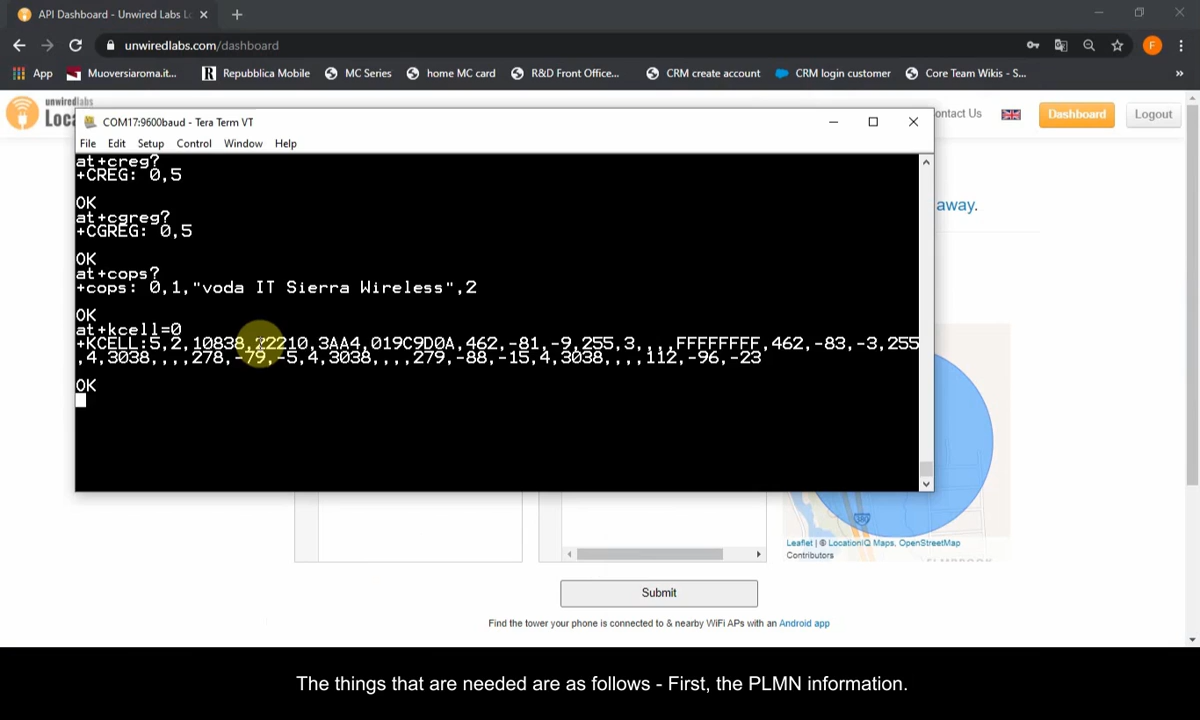 API Dashboard - Unwired Labs Lo
unwiredlabs.com/dashboard
F
App
Muoversiaroma.it...
R Repubblica Mobile
MC Series
home MC card
R&D Front Office...
CRM create account
CRM login customer
Core Team Wikis - S...
»
unwiredlabs
Loca
ontact Us
Dashboard
Logout
COM17:9600baud - Tera Term VT
File Edit Setup Control Window Help
at+creg?
+CREG: 0,5
OK
at+cgreg?
+CGREG: 0,5
OK
at+cops?
+cops: 0,1,"voda IT Sierra Wireless",2
OK
at+kcell=0
+KCELL:5,2,10838,22210,3AA4,019C9D0A,462,-81,-9,255,3,,,,FFFFFFFF,462,-83,-3,255
,4,3038,,,,278,-79,-5,4,3038,,,,279,-88,-15,4,3038,,,,112,-96,-23
OK
away.
280
Leaflet | © LocationIQ Maps, OpenStreetMap
Contributors
Submit
Find the tower your phone is connected to & nearby WiFi APs with an Android app
The things that are needed are as follows - First, the PLMN information.